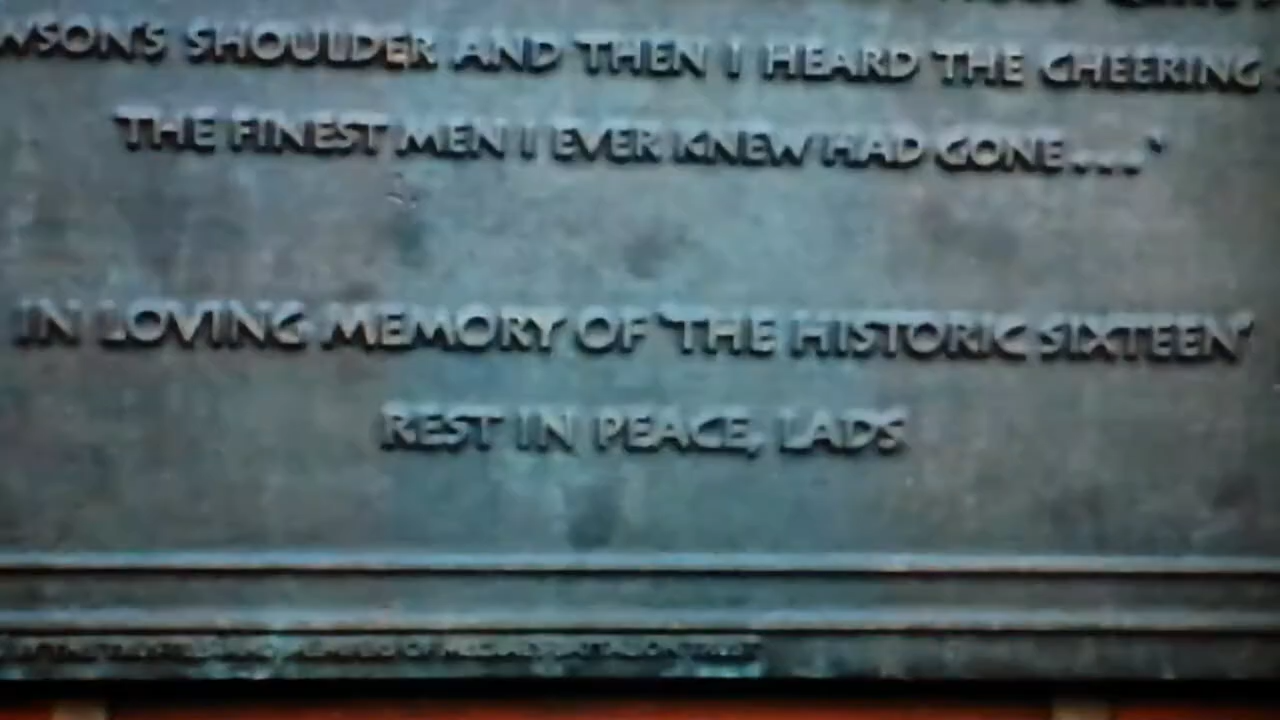 WSON'S SHOULDER AND THEN I HEARD THE CHEERING
THE FINEST MEN I EVER KNEW HAD GONE...."
IN LOVING MEMORY OF 'THE HISTORIC SIXTEEN'
REST IN PEACE, LADS